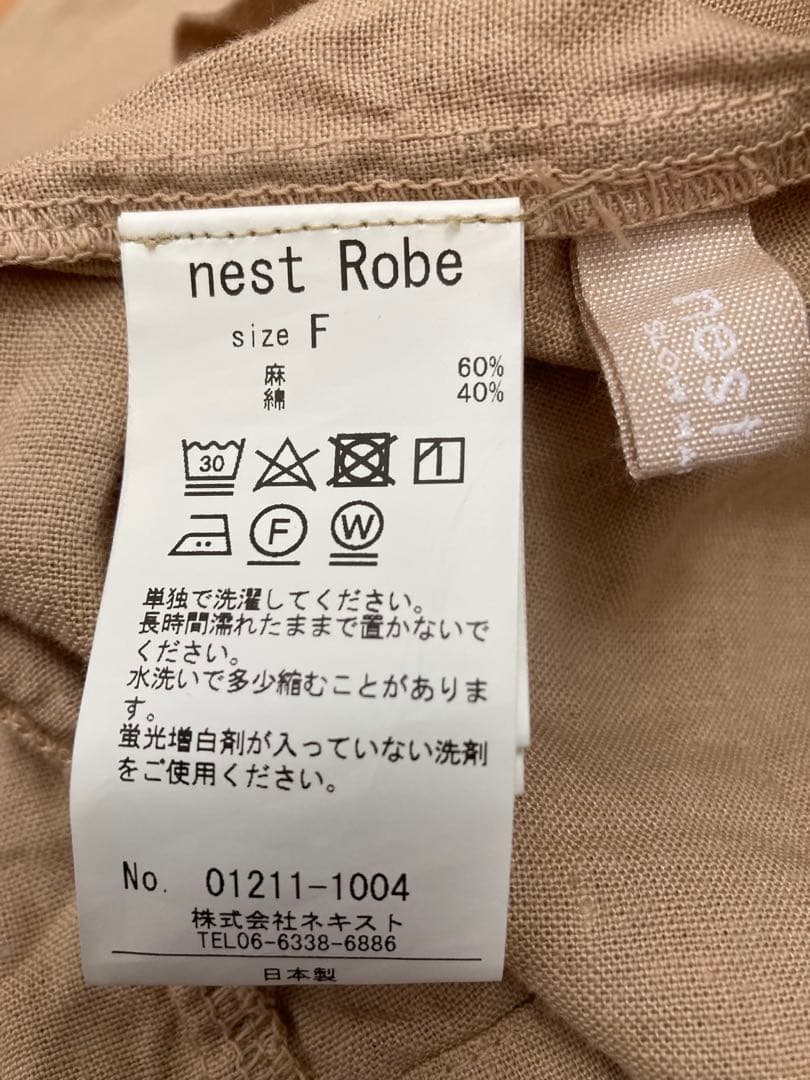 nest Robe
size F
麻 60%
綿 40%
30
F
W
単独で洗濯してください。
長時間濡れたままで置かないで
ください。
水洗いで多少縮むことがありま
す。
蛍光増白剤が入っていない洗剤
をご使用ください。
No. 01211-1004
株式会社ネキスト
TEL06-6338-6886
日本製
nest